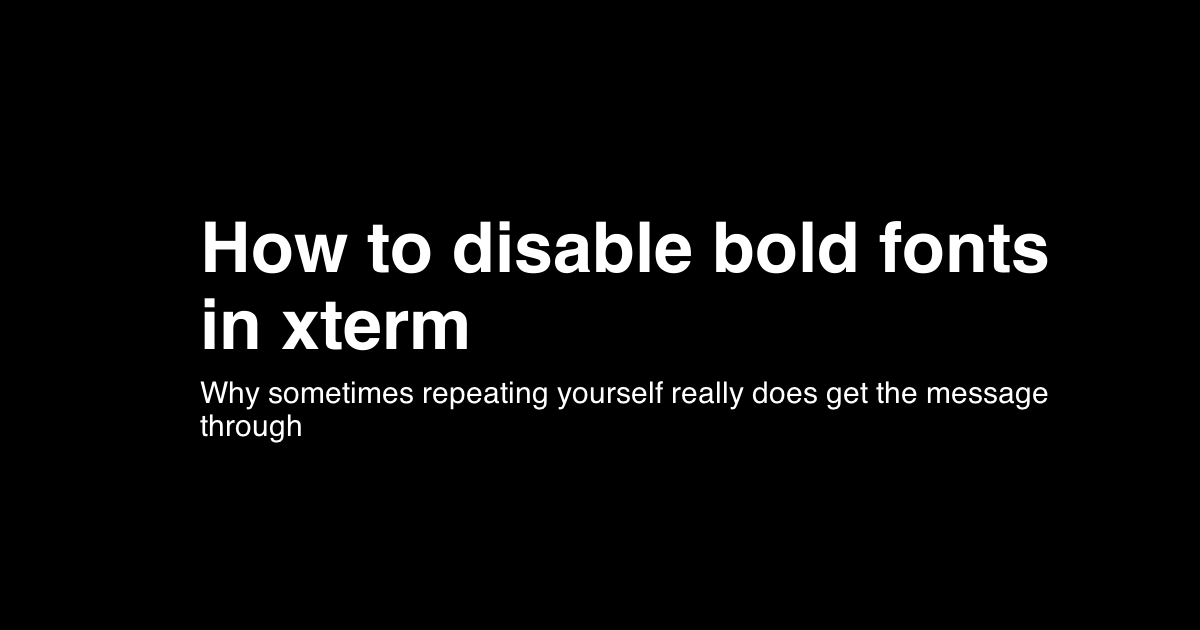 How to disable bold fonts
in xterm
Why sometimes repeating yourself really does get the message
through